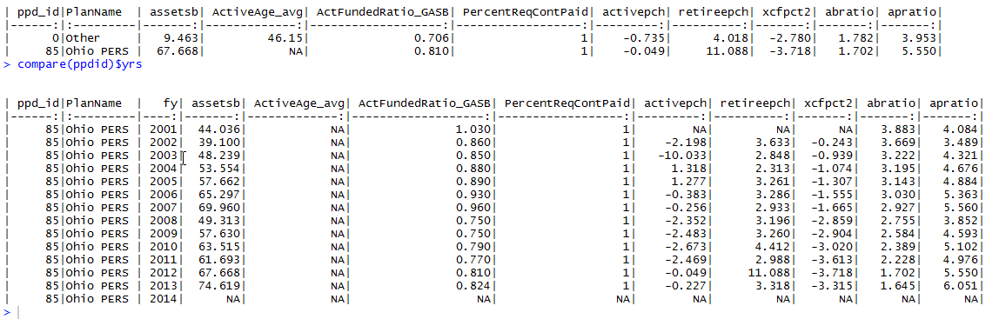 | ppd_id|PlanName | assetsb| ActiveAge_avg| ActFundedRatio_GASB| PercentReqContPaid| activepch| retireepch| xcfpct2| abratio| apratio|
|------:|:---------|-------:|-------------:|-------------------:|------------------:|---------:|----------:|-------:|-------:|-------:|
| 0|Other | 9.463| 46.15| 0.706| 1| -0.735| 4.018| -2.780| 1.782| 3.953|
| 85|Ohio PERS | 67.668| NA| 0.810| 1| -0.049| 11.088| -3.718| 1.702| 5.550|
> compare(ppdid)$yrs
| ppd_id|PlanName | fy| assetsb| ActiveAge_avg| ActFundedRatio_GASB| PercentReqContPaid| activepch| retireepch| xcfpct2| abratio| apratio|
|------:|:---------|----:|-------:|-------------:|-------------------:|------------------:|---------:|----------:|-------:|-------:|-------:|
| 85|Ohio PERS | 2001| 44.036| NA| 1.030| 1| NA| NA| NA| 3.883| 4.084|
| 85|Ohio PERS | 2002| 39.100| NA| 0.860| 1| -2.198| 3.633| -0.243| 3.669| 3.489|
| 85|Ohio PERS | 2003| 48.239| NA| 0.850| 1| -10.033| 2.848| -0.939| 3.222| 4.321|
| 85|Ohio PERS | 2004| 53.554| NA| 0.880| 1| 1.318| 2.313| -1.074| 3.195| 4.676|
| 85|Ohio PERS | 2005| 57.662| NA| 0.890| 1| 1.277| 3.261| -1.307| 3.143| 4.884|
| 85|Ohio PERS | 2006| 65.297| NA| 0.930| 1| -0.383| 3.286| -1.555| 3.030| 5.363|
| 85|Ohio PERS | 2007| 69.960| NA| 0.960| 1| -0.256| 2.933| -1.665| 2.927| 5.560|
| 85|Ohio PERS | 2008| 49.313| NA| 0.750| 1| -2.352| 3.196| -2.859| 2.755| 3.852|
| 85|Ohio PERS | 2009| 57.630| NA| 0.750| 1| -2.483| 3.260| -2.904| 2.584| 4.593|
| 85|Ohio PERS | 2010| 63.515| NA| 0.790| 1| -2.673| 4.412| -3.020| 2.389| 5.102|
| 85|Ohio PERS | 2011| 61.693| NA| 0.770| 1| -2.469| 2.988| -3.613| 2.228| 4.976|
| 85|Ohio PERS | 2012| 67.668| NA| 0.810| 1| -0.049| 11.088| -3.718| 1.702| 5.550|
| 85|Ohio PERS | 2013| 74.619| NA| 0.824| 1| -0.227| 3.318| -3.315| 1.645| 6.051|
| 85|Ohio PERS | 2014| NA| NA| NA| NA| NA| NA| NA| NA| NA|
>